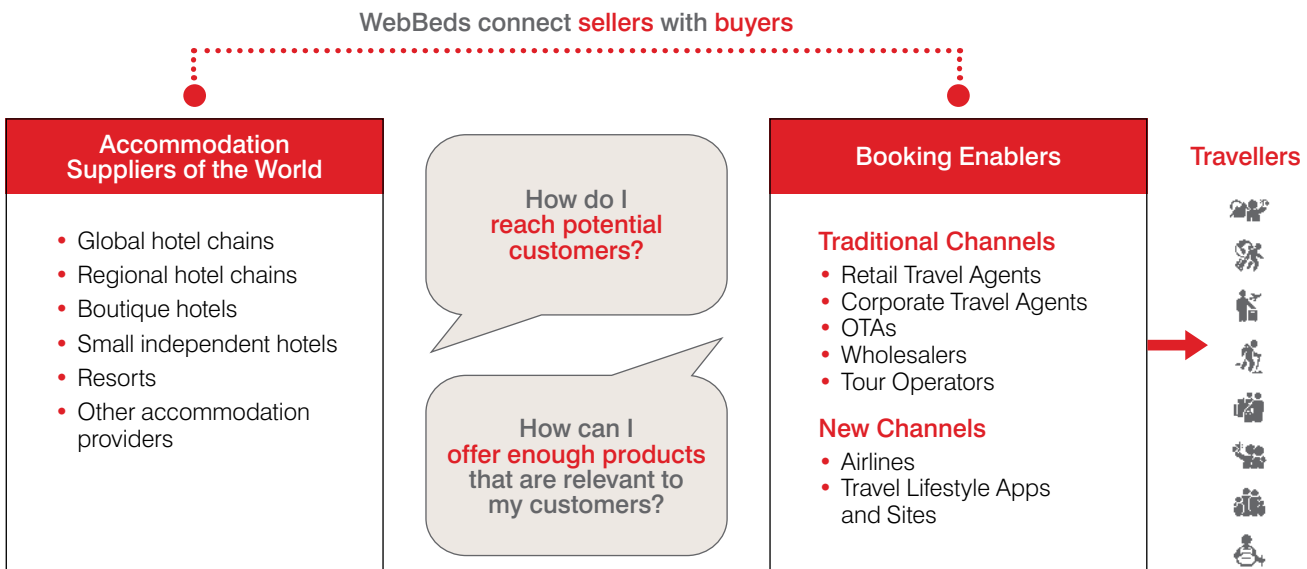 WebBeds connect sellers with buyers
Accommodation
Suppliers of the World
• Global hotel chains
• Regional hotel chains
• Boutique hotels
• Small independent hotels
• Resorts
• Other accommodation
providers
How do I
reach potential
customers?
How can I
offer enough products
that are relevant to
my customers?
Booking Enablers
Traditional Channels
• Retail Travel Agents
• Corporate Travel Agents
• OTAs
• Wholesalers
• Tour Operators
New Channels
• Airlines
• Travel Lifestyle Apps
and Sites
Travellers